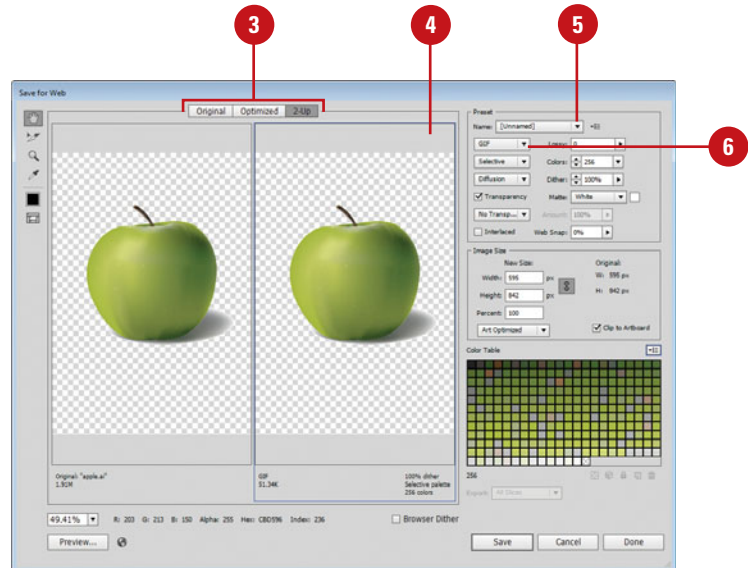 3
4
5
6
Save for Web
Original Optimized 2-Up
Preset
Name: [Unnamed]
GIF Lossy: 0
Selective Colors: 256
Diffusion Dither: 100%
Transparency Matte: White
No Transp... Amount: 100%
Interlaced Web Snap: 0%
Image Size
New Size: Original:
Width: 595 px W: 595 px
Height: 842 px H: 842 px
Percent: 100
Art Optimized Clip to Artboard
Color Table
Original: "apple.ai"
1.91M
GIF
51.34K
100% dither
Selective palette
256 colors
256
Export: All Slices
49.41% R: 203 G: 213 B: 150 Alpha: 255 Hex: CBD596 Index: 236 Browser Dither
Preview... Save Cancel Done